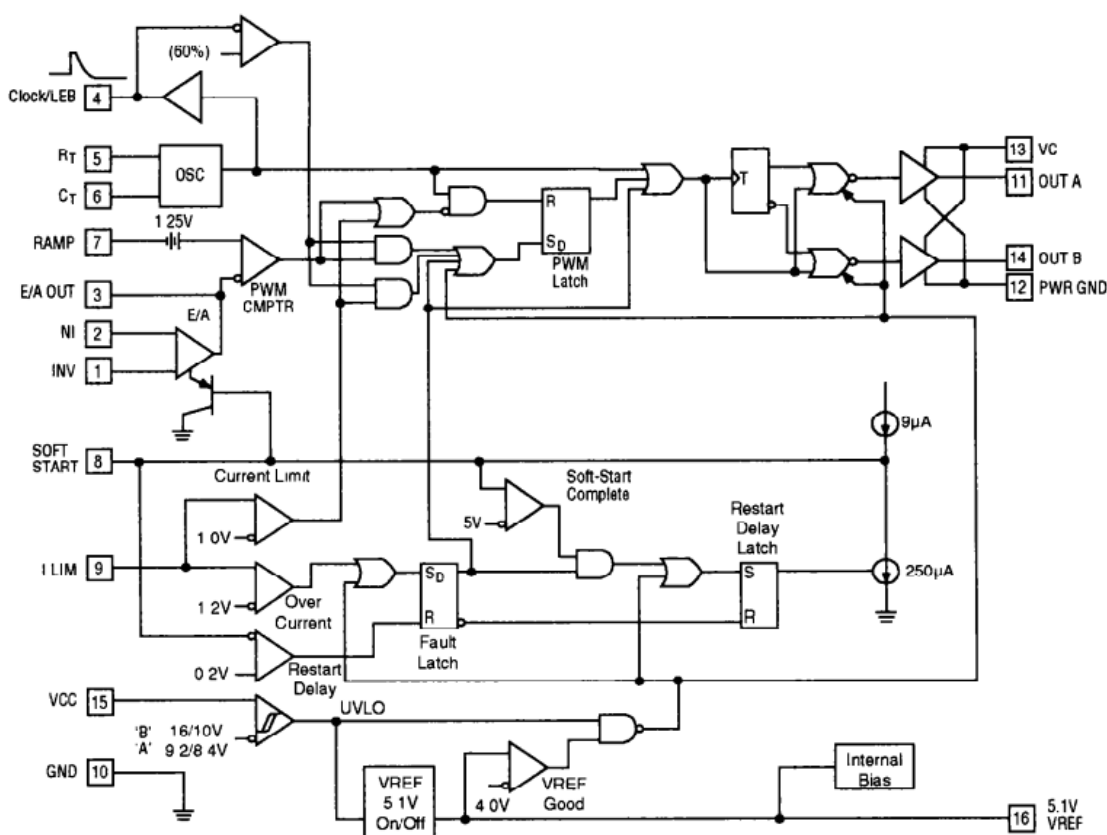 (60%)
Clock/LEB 4
RT 5
OSC
CT 6
1 25V
RAMP 7
PWM
CMPTR
E/A OUT 3
E/A
NI 2
INV 1
R
SD
PWM
Latch
T
13 VC
11 OUT A
14 OUT B
12 PWR GND
9µA
SOFT
START 8
Current Limit
Soft-Start
Complete
1 0V
5V
Restart
Delay
Latch
I LIM 9
1 2V
Over
Current
SD
R
Fault
Latch
S
R
250µA
0 2V
Restart
Delay
VCC 15
'B' 16/10V
'A' 9 2/8 4V
UVLO
GND 10
VREF
5 1V
On/Off
4 0V
VREF
Good
Internal
Bias
16 5.1V
VREF